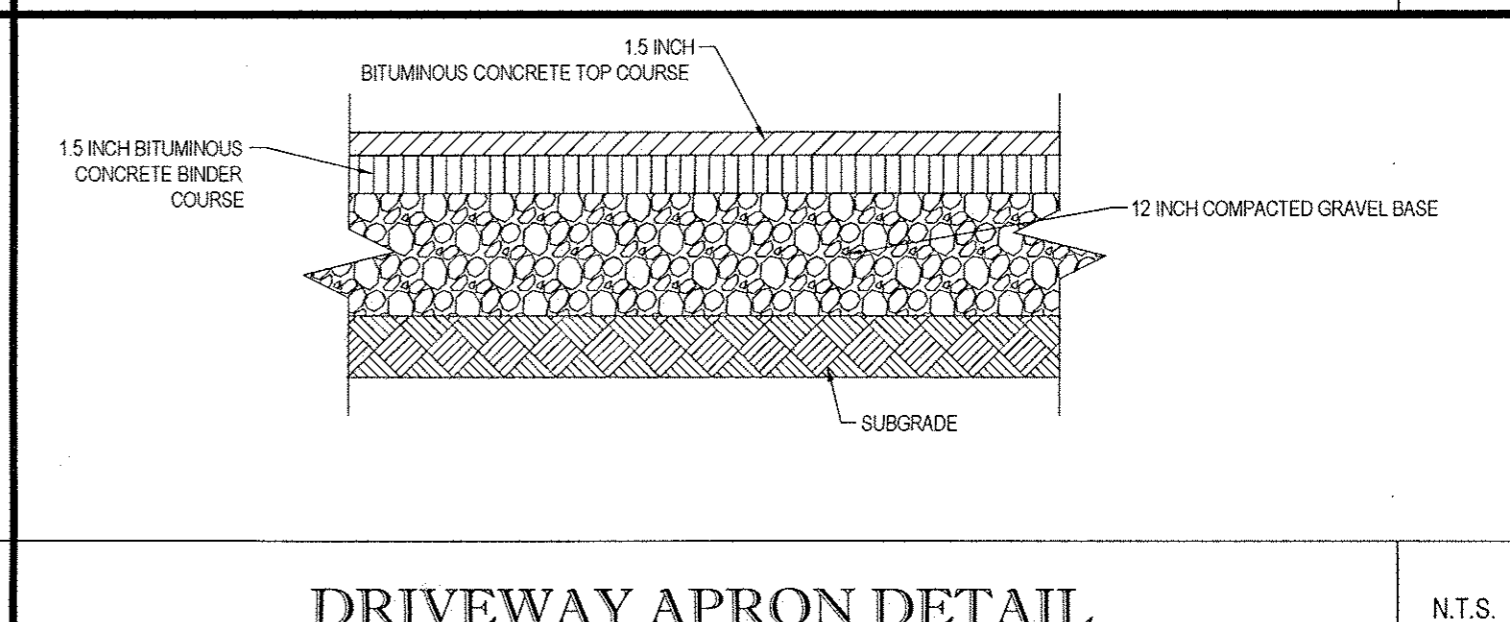 1.5 INCH
BITUMINOUS CONCRETE TOP COURSE
1.5 INCH BITUMINOUS
CONCRETE BINDER
COURSE
12 INCH COMPACTED GRAVEL BASE
SUBGRADE
DRIVEWAY APRON DETAIL
N.T.S.